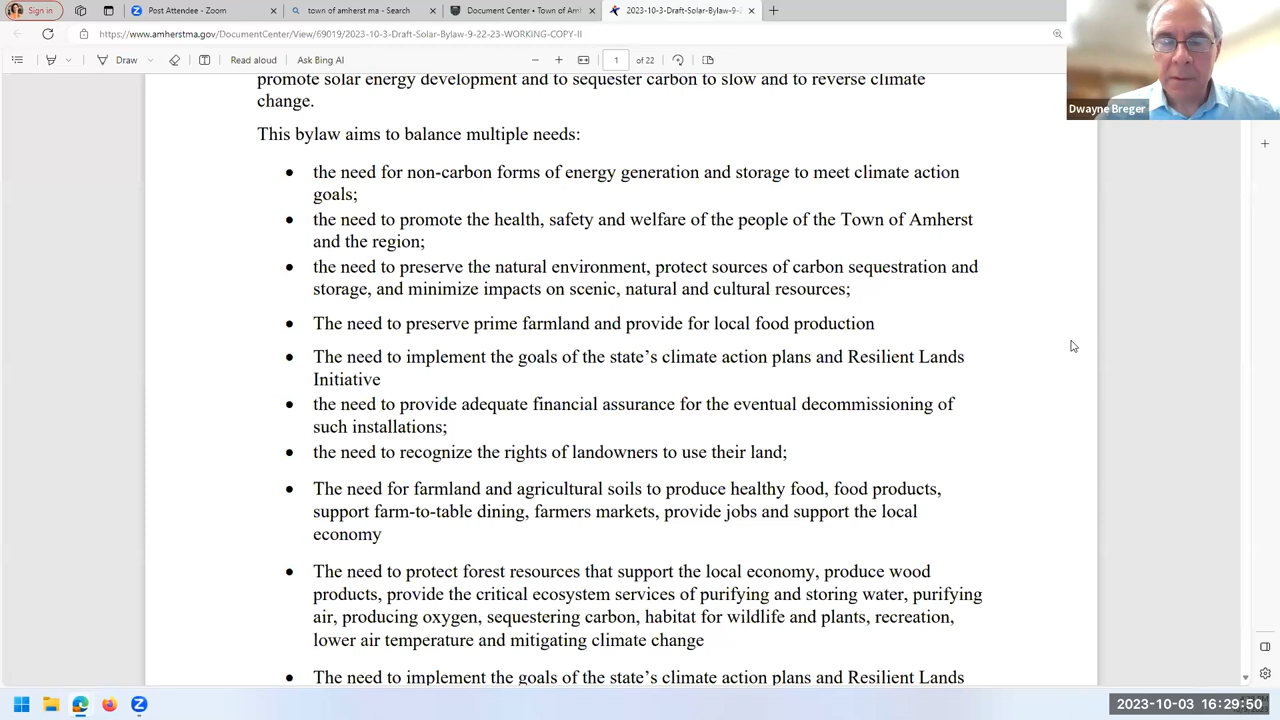 Sign in
Post Attendee - Zoom
town of amherst ma - Search
Document Center • Town of Am
2023-10-3-Draft-Solar-Bylaw-9-2
https://www.amherstma.gov/DocumentCenter/View/69019/2023-10-3-Draft-Solar-Bylaw-9-22-23-WORKING-COPY-II
Draw
Read aloud
Ask Bing AI
1
of 22
Dwayne Breger
promote solar energy development and to sequester carbon to slow and to reverse climate
change.
This bylaw aims to balance multiple needs:
• the need for non-carbon forms of energy generation and storage to meet climate action
goals;
• the need to promote the health, safety and welfare of the people of the Town of Amherst
and the region;
• the need to preserve the natural environment, protect sources of carbon sequestration and
storage, and minimize impacts on scenic, natural and cultural resources;
• The need to preserve prime farmland and provide for local food production
• The need to implement the goals of the state’s climate action plans and Resilient Lands
Initiative
• the need to provide adequate financial assurance for the eventual decommissioning of
such installations;
• the need to recognize the rights of landowners to use their land;
• The need for farmland and agricultural soils to produce healthy food, food products,
support farm-to-table dining, farmers markets, provide jobs and support the local
economy
• The need to protect forest resources that support the local economy, produce wood
products, provide the critical ecosystem services of purifying and storing water, purifying
air, producing oxygen, sequestering carbon, habitat for wildlife and plants, recreation,
lower air temperature and mitigating climate change
• The need to implement the goals of the state’s climate action plans and Resilient Lands
2023-10-03 16:29:50